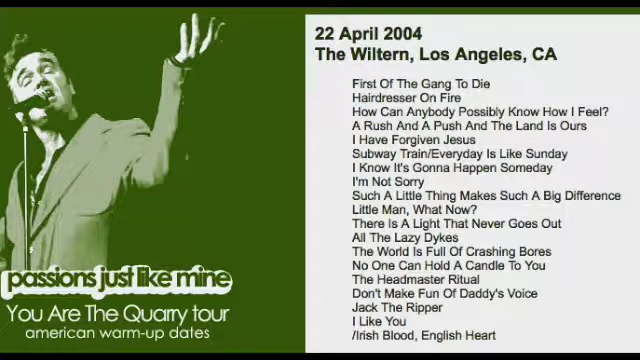 22 April 2004
The Wiltern, Los Angeles, CA
First Of The Gang To Die
Hairdresser On Fire
How Can Anybody Possibly Know How I Feel?
A Rush And A Push And The Land Is Ours
I Have Forgiven Jesus
Subway Train/Everyday Is Like Sunday
I Know It's Gonna Happen Someday
I'm Not Sorry
Such A Little Thing Makes Such A Big Difference
Little Man, What Now?
There Is A Light That Never Goes Out
All The Lazy Dykes
The World Is Full Of Crashing Bores
No One Can Hold A Candle To You
The Headmaster Ritual
Don't Make Fun Of Daddy's Voice
Jack The Ripper
I Like You
/Irish Blood, English Heart
passions just like mine
You Are The Quarry tour
american warm-up dates